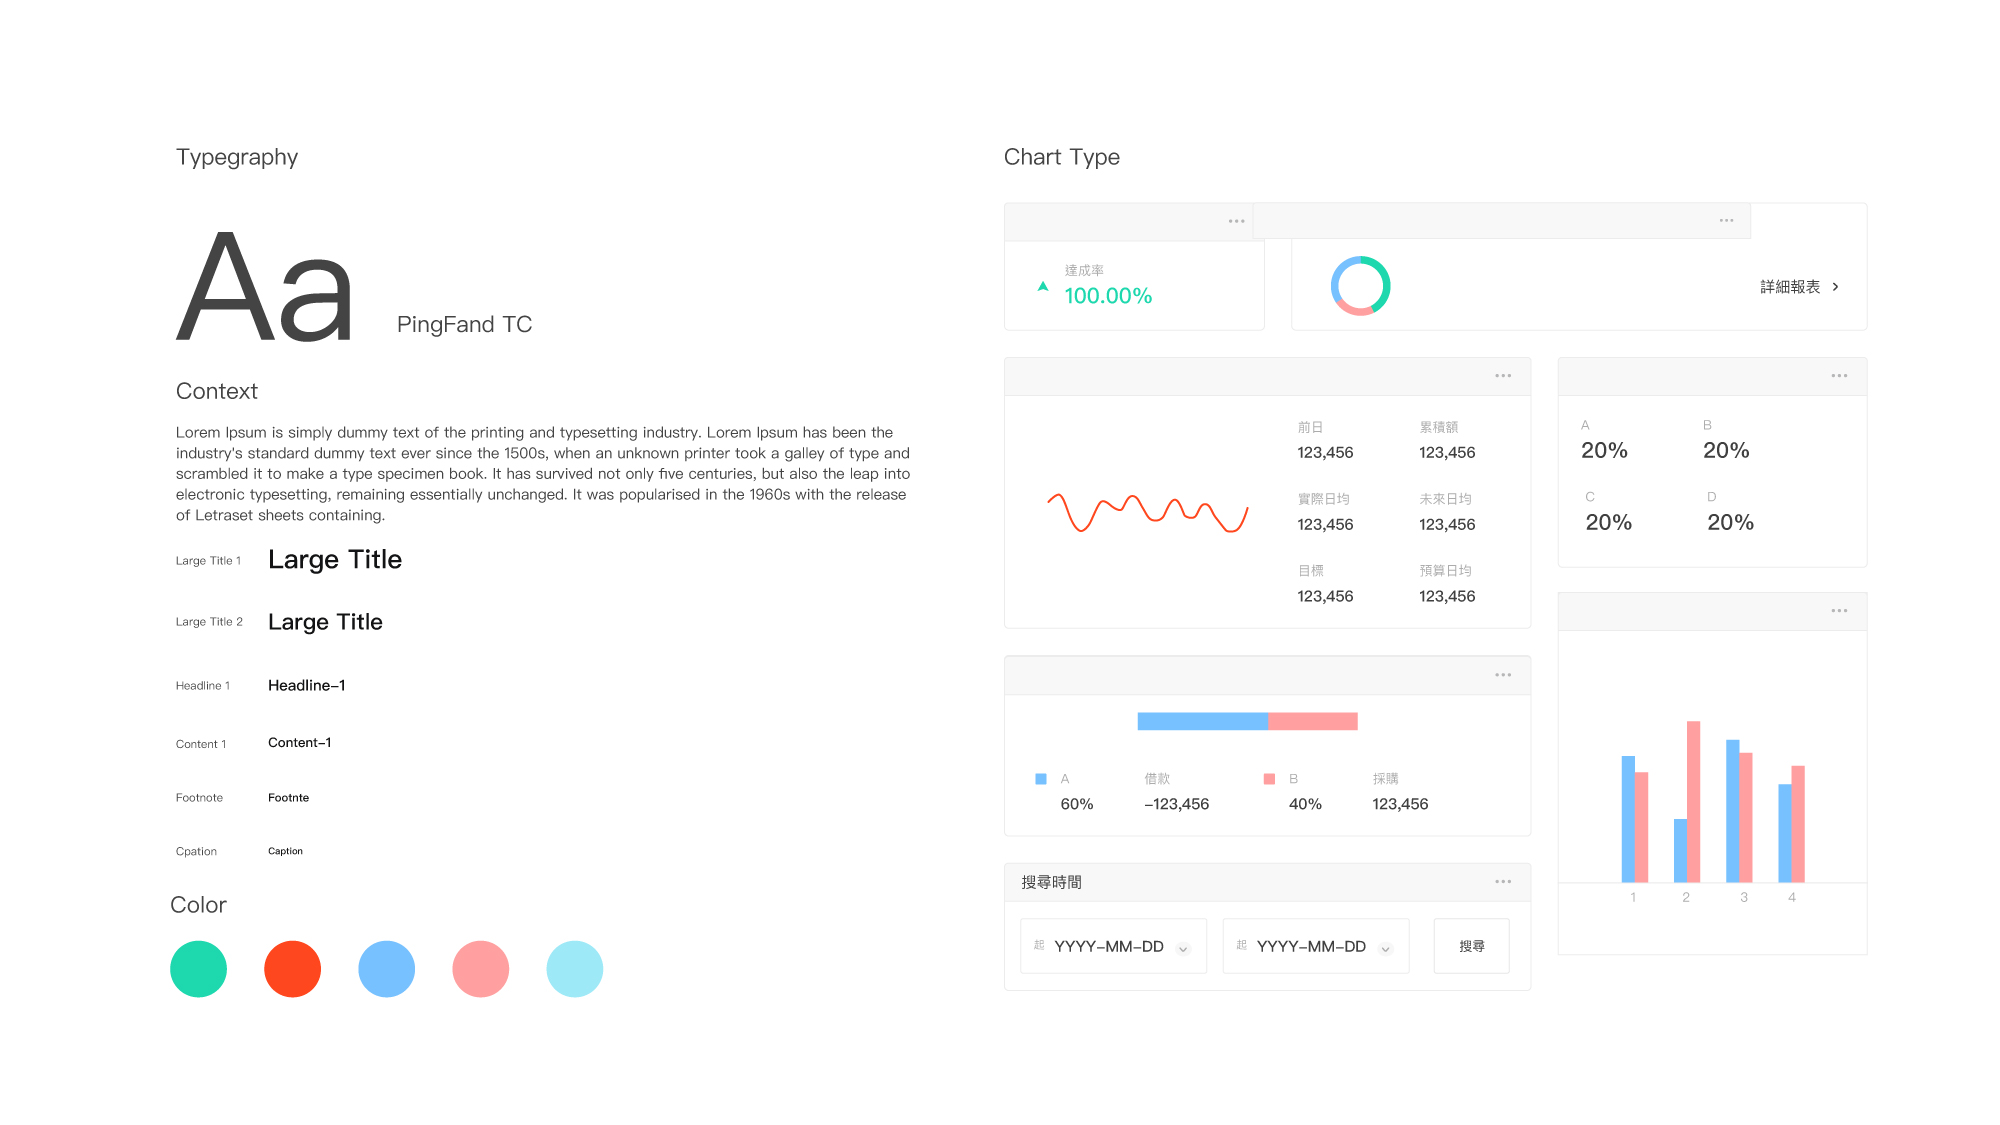 Typegraphy
Aa
PingFand TC
Context
Lorem Ipsum is simply dummy text of the printing and typesetting industry. Lorem Ipsum has been the
industry's standard dummy text ever since the 1500s, when an unknown printer took a galley of type and
scrambled it to make a type specimen book. It has survived not only five centuries, but also the leap into
electronic typesetting, remaining essentially unchanged. It was popularised in the 1960s with the release
of Letraset sheets containing.
Large Title 1 Large Title
Large Title 2 Large Title
Headline 1 Headline-1
Content 1 Content-1
Footnote Footnte
Cpation Caption
Color
Chart Type
達成率
100.00%
詳細報表
前日 累積額
123,456 123,456
實際日均 未來日均
123,456 123,456
目標 預算日均
123,456 123,456
A B
20% 20%
C D
20% 20%
A 借款 B 採購
60% -123,456 40% 123,456
1 2 3 4
搜尋時間
起 YYYY-MM-DD 起 YYYY-MM-DD 搜尋